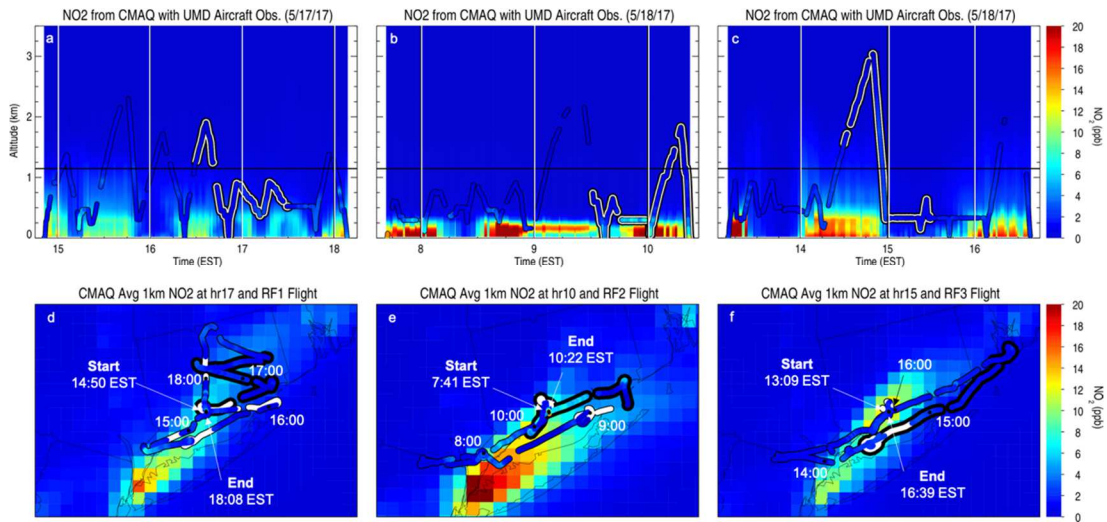 NO2 from CMAQ with UMD Aircraft Obs. (5/17/17)
NO2 from CMAQ with UMD Aircraft Obs. (5/18/17)
NO2 from CMAQ with UMD Aircraft Obs. (5/18/17)
a
b
c
Altitude (km)
3
2
1
0
15
16
17
18
Time (EST)
8
9
10
Time (EST)
14
15
16
Time (EST)
20
18
16
14
12
10
8
6
4
2
0
NO₂ (ppb)
CMAQ Avg 1km NO2 at hr17 and RF1 Flight
CMAQ Avg 1km NO2 at hr10 and RF2 Flight
CMAQ Avg 1km NO2 at hr15 and RF3 Flight
d
Start
14:50 EST
18:00
17:00
15:00
16:00
End
18:08 EST
e
Start
7:41 EST
End
10:22 EST
10:00
9:00
8:00
f
Start
13:09 EST
16:00
15:00
14:00
End
16:39 EST
20
18
16
14
12
10
8
6
4
2
0
NO₂ (ppb)